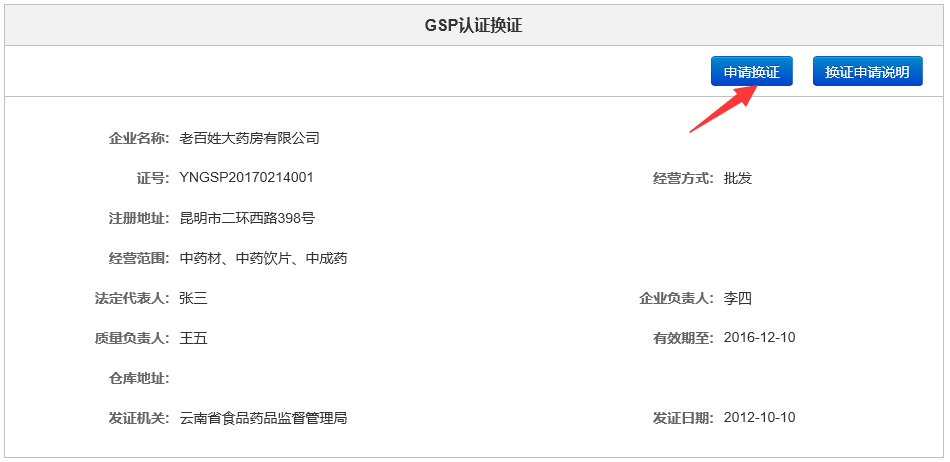 GSP认证换证
申请换证 换证申请说明
企业名称： 老百姓大药房有限公司
证号： YNGSP20170214001 经营方式： 批发
注册地址： 昆明市二环西路398号
经营范围： 中药材、中药饮片、中成药
法定代表人： 张三 企业负责人： 李四
质量负责人： 王五 有效期至： 2016-12-10
仓库地址：
发证机关： 云南省食品药品监督管理局 发证日期： 2012-10-10